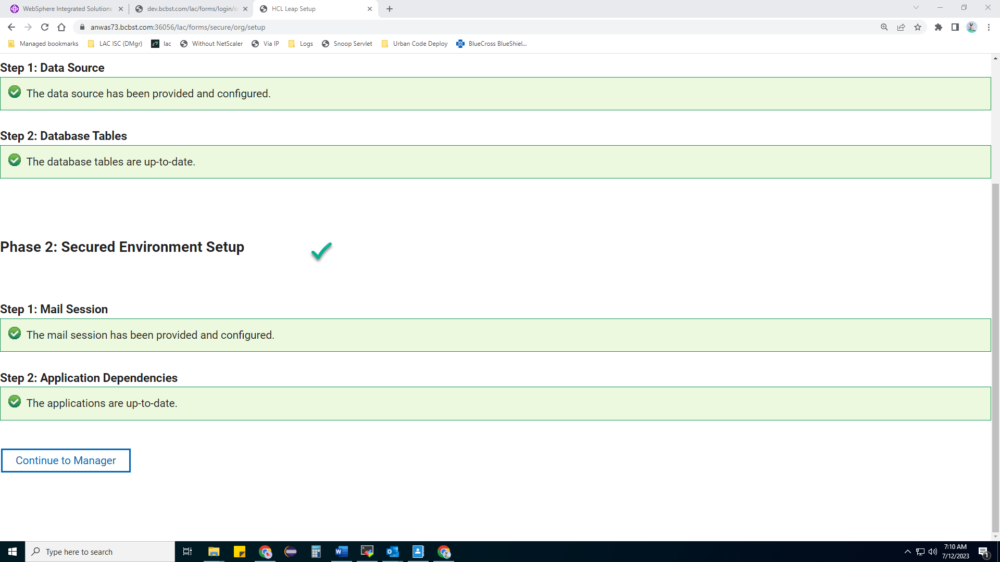 WebSphere Integrated Solutions
dev.bcbst.com/lac/forms/login/o
HCL Leap Setup
anwas73.bcbst.com:36056/lac/forms/secure/org/setup
Managed bookmarks
LAC ISC (DMgr)
lac
Without NetScaler
Via IP
Logs
Snoop Servlet
Urban Code Deploy
BlueCross BlueShiel...
Step 1: Data Source
The data source has been provided and configured.
Step 2: Database Tables
The database tables are up-to-date.
Phase 2: Secured Environment Setup
Step 1: Mail Session
The mail session has been provided and configured.
Step 2: Application Dependencies
The applications are up-to-date.
Continue to Manager
Type here to search
7:10 AM
7/12/2023
1